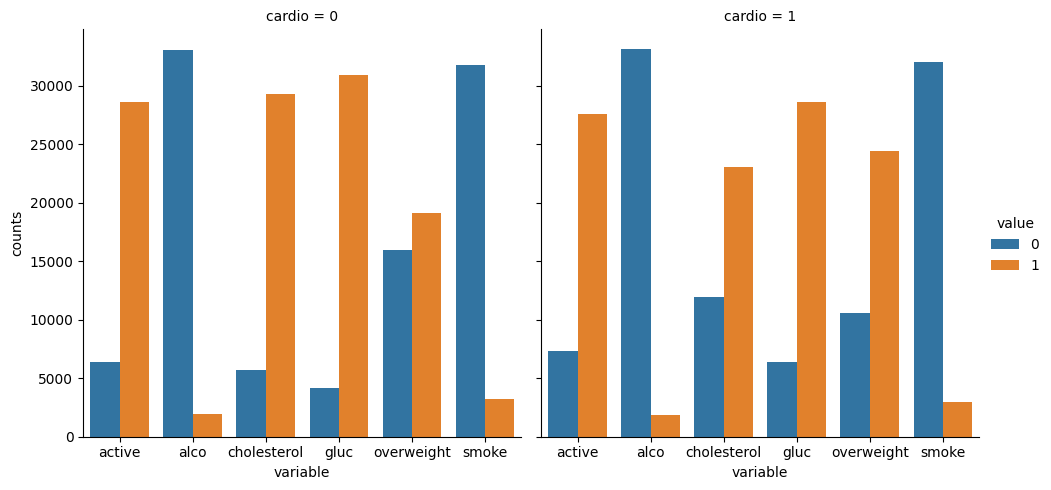 cardio = 0
cardio = 1
counts
30000
25000
20000
15000
10000
5000
0
active alco cholesterol gluc overweight smoke
variable
active alco cholesterol gluc overweight smoke
variable
value
0
1